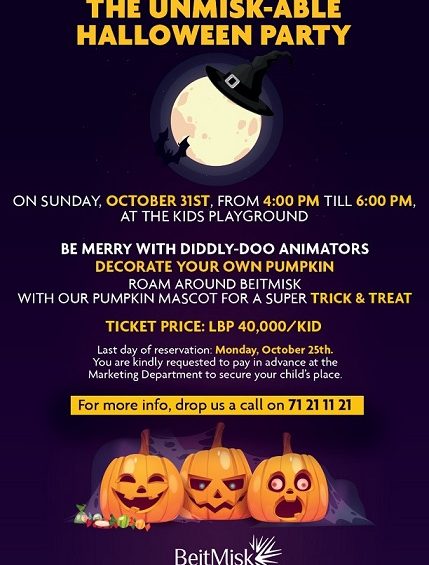 THE UNMISK-ABLE
HALLOWEEN PARTY
ON SUNDAY, OCTOBER 31ST, FROM 4:00 PM TILL 6:00 PM,
AT THE KIDS PLAYGROUND
BE MERRY WITH DIDDLY-DOO ANIMATORS
DECORATE YOUR OWN PUMPKIN
ROAM AROUND BEITMISK
WITH OUR PUMPKIN MASCOT FOR A SUPER TRICK & TREAT
TICKET PRICE: LBP 40,000/KID
Last day of reservation: Monday, October 25th.
You are kindly requested to pay in advance at the
Marketing Department to secure your child's place.
For more info, drop us a call on 71 21 11 21
BeitMisk